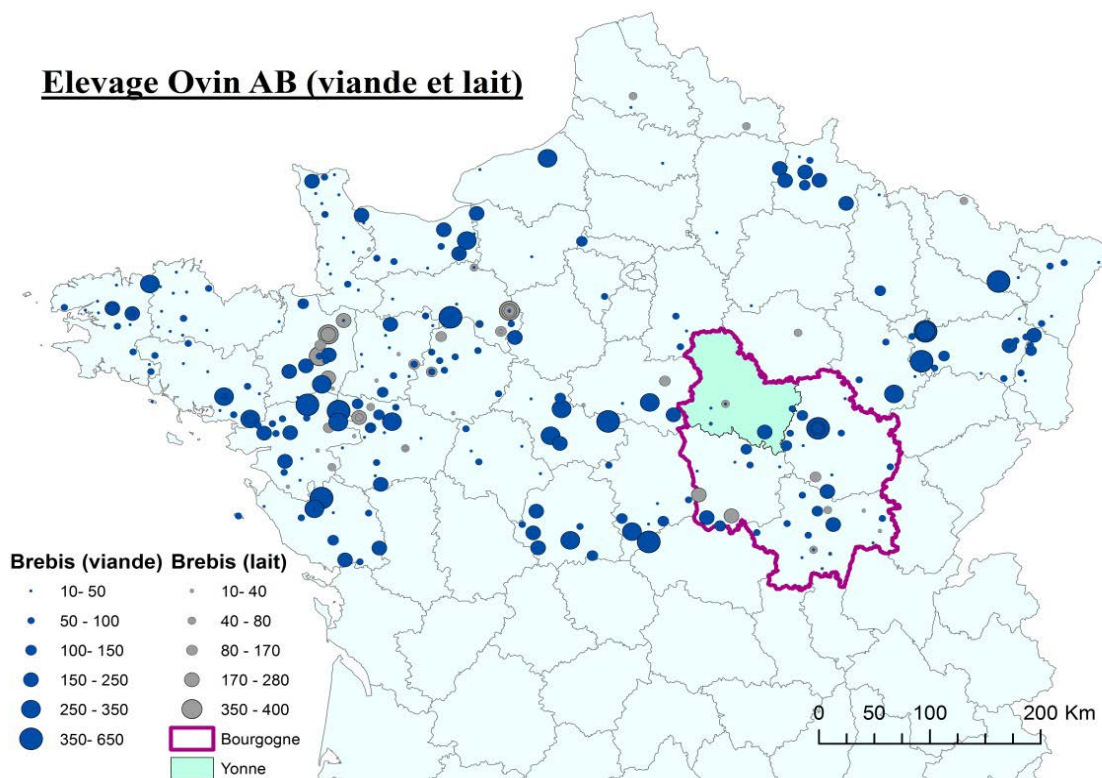 Elevage Ovin AB (viande et lait)
Brebis (viande)
10- 50
50 - 100
100- 150
150 - 250
250 - 350
350- 650
Brebis (lait)
10- 40
40 - 80
80 - 170
170 - 280
350 - 400
Bourgogne
Yonne
0 50 100 200 Km